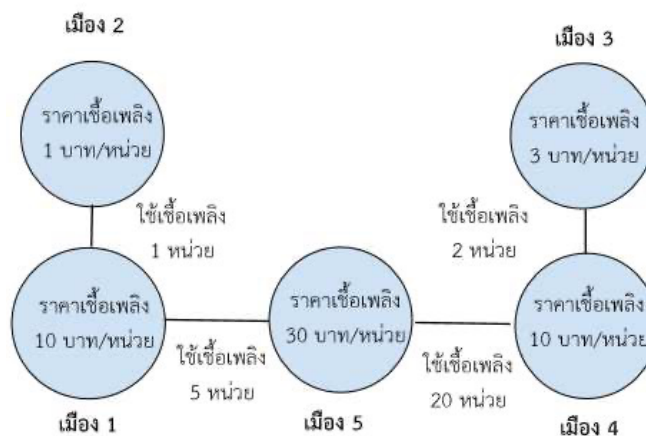 เมือง 2
เมือง 3
ราคาเชื้อเพลิง
1 บาท/หน่วย
ราคาเชื้อเพลิง
3 บาท/หน่วย
ใช้เชื้อเพลิง
1 หน่วย
ใช้เชื้อเพลิง
2 หน่วย
ราคาเชื้อเพลิง
10 บาท/หน่วย
ราคาเชื้อเพลิง
30 บาท/หน่วย
ราคาเชื้อเพลิง
10 บาท/หน่วย
ใช้เชื้อเพลิง
5 หน่วย
ใช้เชื้อเพลิง
20 หน่วย
เมือง 1
เมือง 5
เมือง 4